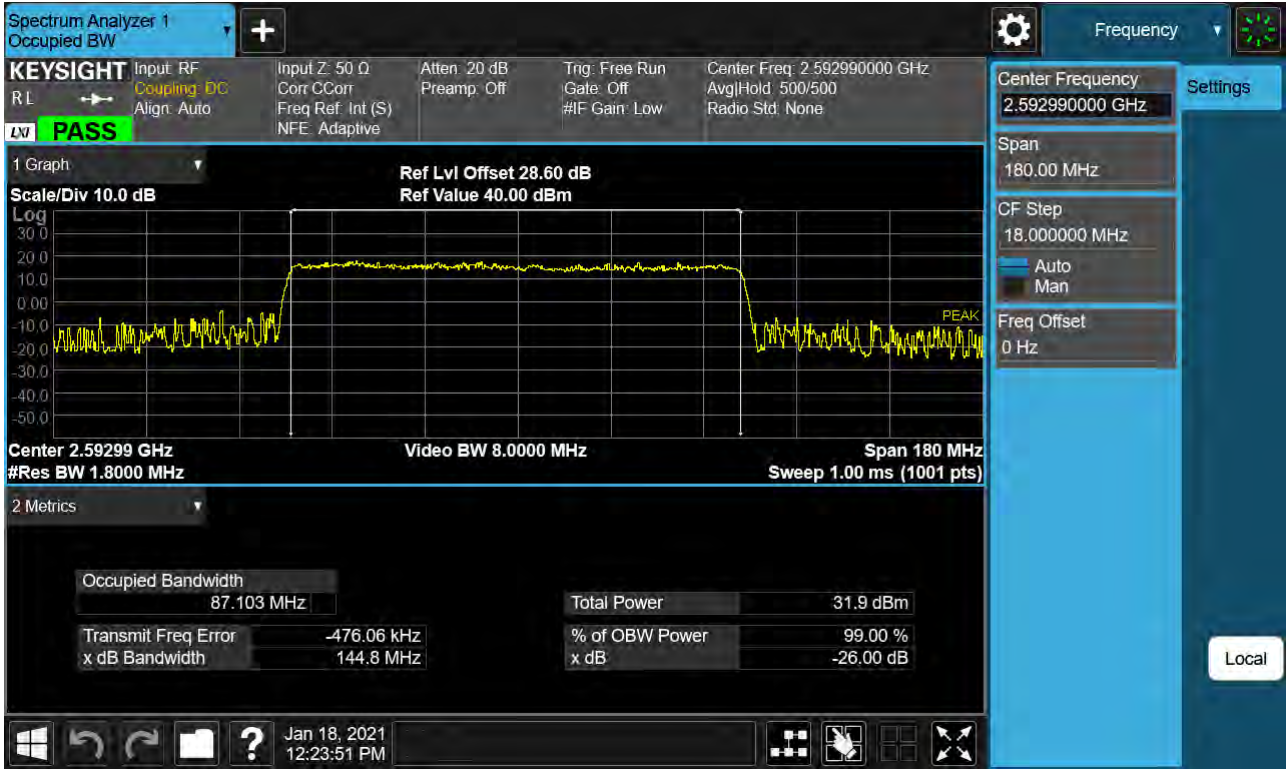 Spectrum Analyzer 1
Occupied BW
+
Frequency
KEYSIGHT
RL
LXI
PASS
Input: RF
Coupling: DC
Align: Auto
Input Z: 50 Ω
Corr CCorr
Freq Ref: Int (S)
NFE: Adaptive
Atten: 20 dB
Preamp: Off
Trig: Free Run
Gate: Off
#IF Gain: Low
Center Freq: 2.592990000 GHz
Avg|Hold: 500/500
Radio Std: None
Center Frequency
2.592990000 GHz
Settings
Span
180.00 MHz
CF Step
18.000000 MHz
Auto
Man
Freq Offset
0 Hz
Local
1 Graph
Scale/Div 10.0 dB
Ref Lvl Offset 28.60 dB
Ref Value 40.00 dBm
Log
30.0
20.0
10.0
0.00
-10.0
-20.0
-30.0
-40.0
-50.0
PEAK
Center 2.59299 GHz
#Res BW 1.8000 MHz
Video BW 8.0000 MHz
Span 180 MHz
Sweep 1.00 ms (1001 pts)
2 Metrics
Occupied Bandwidth
87.103 MHz
Transmit Freq Error -476.06 kHz
x dB Bandwidth 144.8 MHz
Total Power 31.9 dBm
% of OBW Power 99.00 %
x dB -26.00 dB
?
Jan 18, 2021
12:23:51 PM